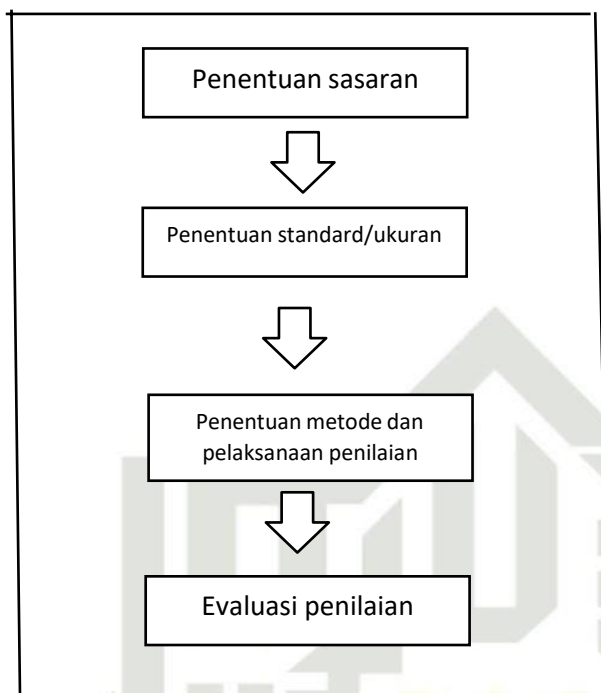 Penentuan sasaran
Penentuan standard/ukuran
Penentuan metode dan
pelaksanaan penilaian
Evaluasi penilaian